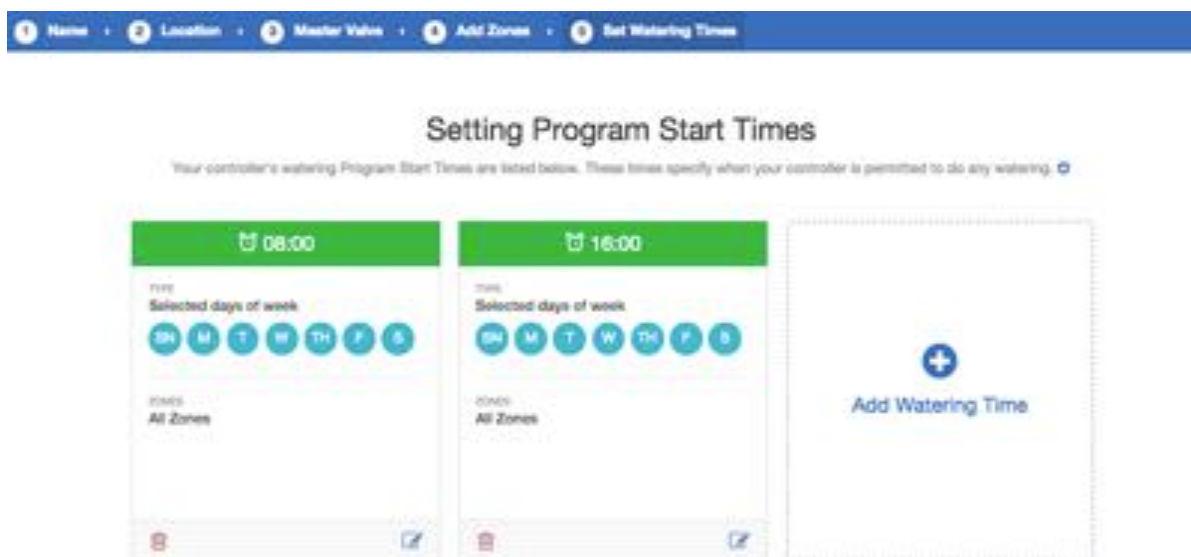 1 Name 2 Location 3 Master Valve 4 Add Zones 5 Set Watering Times
Setting Program Start Times
Your controller's watering Program Start Times are listed below. These times specify when your controller is permitted to do any watering.
08:00
TYPE
Selected days of week
SN M T W TH F S
ZONES
All Zones
16:00
TYPE
Selected days of week
SN M T W TH F S
ZONES
All Zones
Add Watering Time